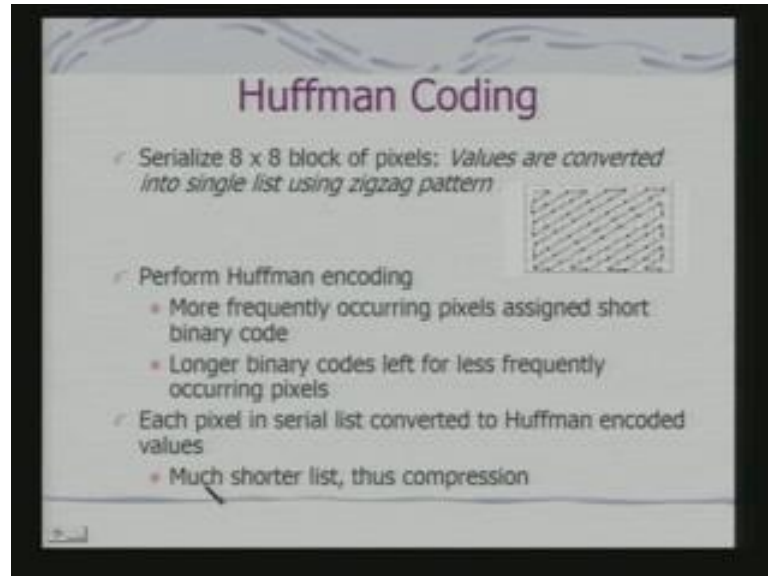 Huffman Coding
Serialize 8 x 8 block of pixels: Values are converted
into single list using zigzag pattern
Perform Huffman encoding
More frequently occurring pixels assigned short
binary code
Longer binary codes left for less frequently
occurring pixels
Each pixel in serial list converted to Huffman encoded
values
Much shorter list, thus compression